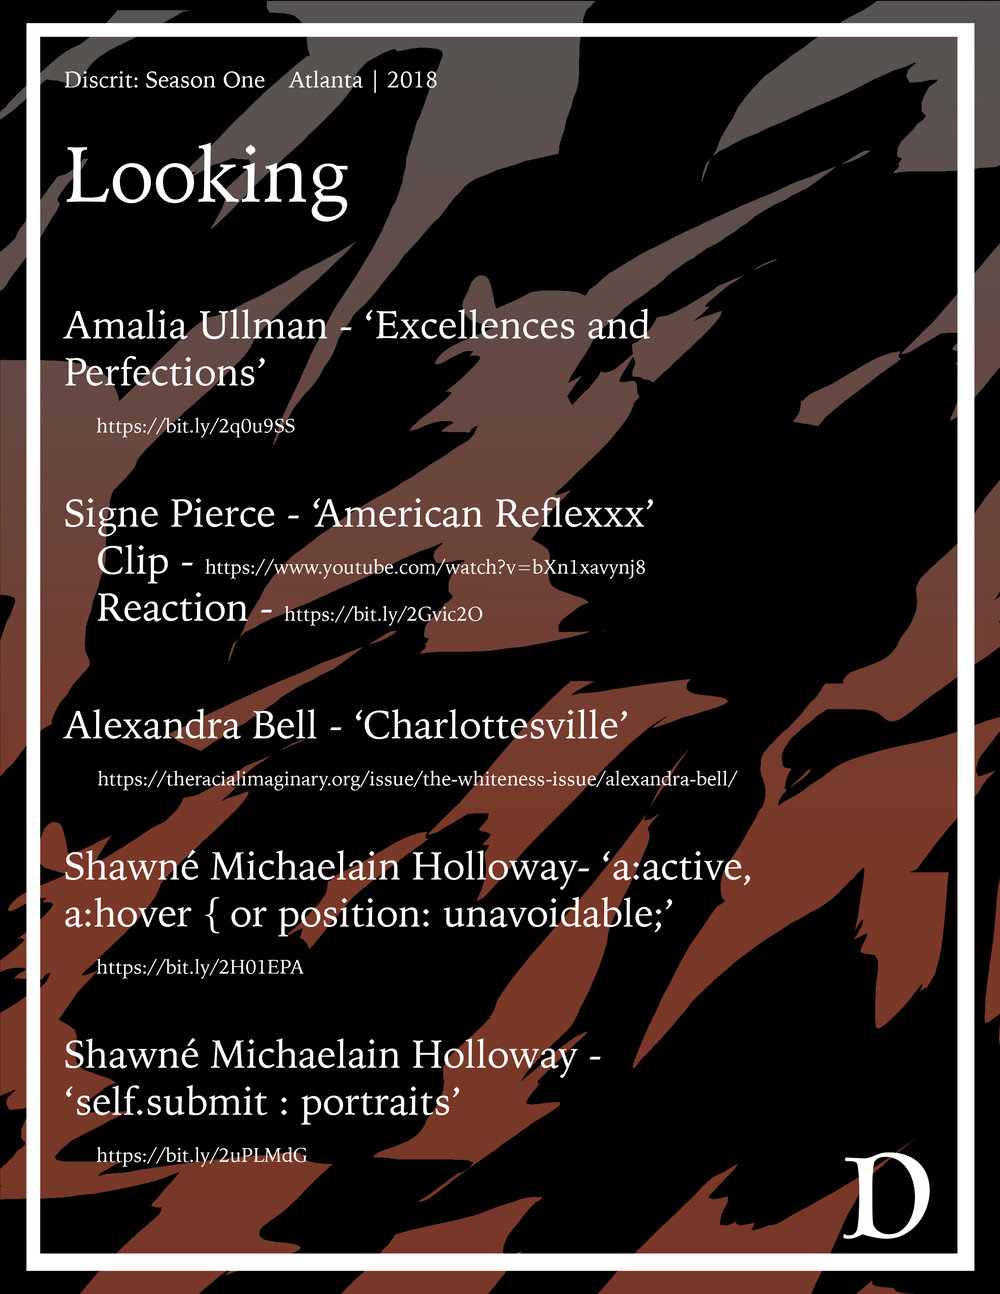 Discrit: Season One Atlanta | 2018
Looking
Amalia Ullman - ‘Excellences and
Perfections’
https://bit.ly/2q0u9SS
Signe Pierce - ‘American Reflexxx’
Clip - https://www.youtube.com/watch?v=bXn1xavynj8
Reaction - https://bit.ly/2Gvic2O
Alexandra Bell - ‘Charlottesville’
https://theracialimaginary.org/issue/the-whiteness-issue/alexandra-bell/
Shawné Michaelain Holloway- ‘a:active,
a:hover { or position: unavoidable;’
https://bit.ly/2H01EPA
Shawné Michaelain Holloway -
‘self.submit : portraits’
https://bit.ly/2uPLMdG
D